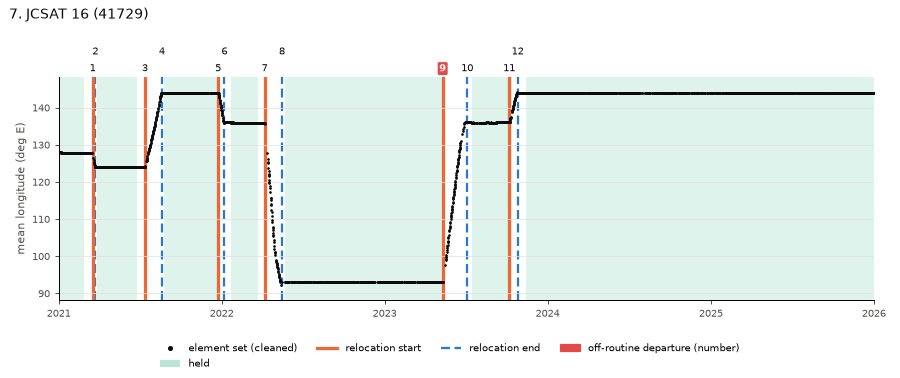 7. JCSAT 16 (41729)
2 4 6 8 12
1 3 5 7 9 10 11
mean longitude (deg E)
140
130
120
110
100
90
2021 2022 2023 2024 2025 2026
element set (cleaned) relocation start relocation end off-routine departure (number)
held